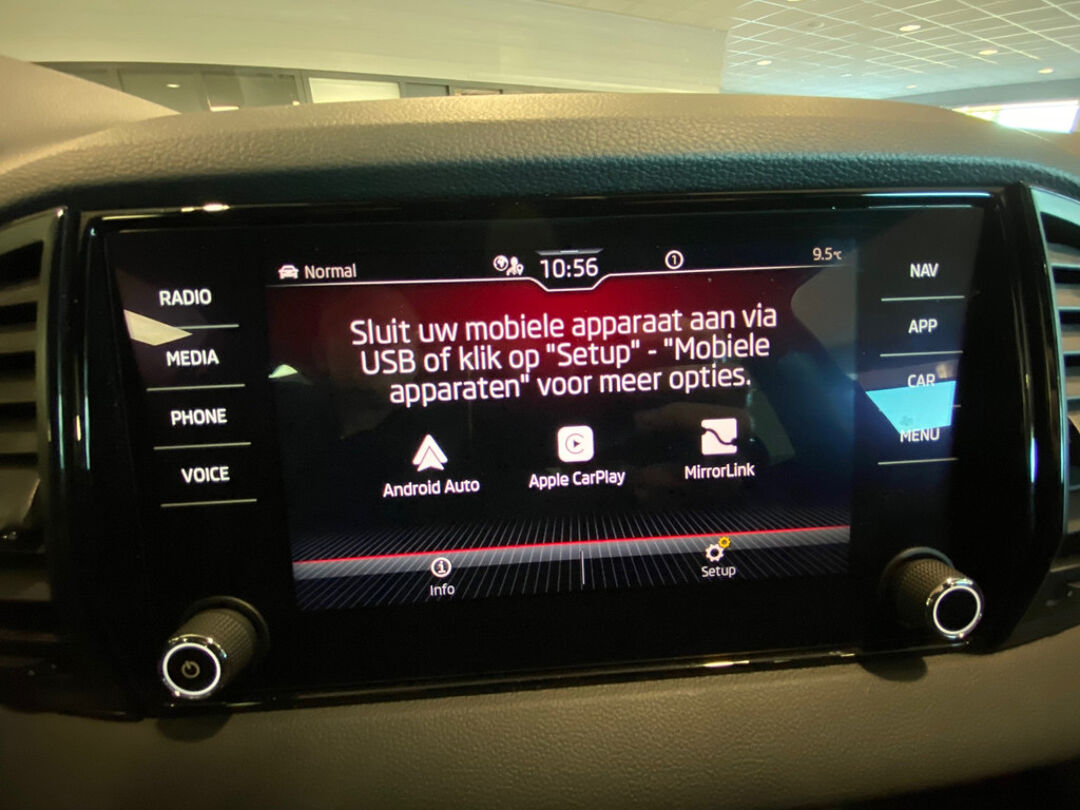 Normal
10:56
1
9.5°C
RADIO
MEDIA
PHONE
VOICE
Sluit uw mobiele apparaat aan via
USB of klik op "Setup" - "Mobiele
apparaten" voor meer opties.
Android Auto
Apple CarPlay
MirrorLink
Info
Setup
NAV
APP
CAR
MENU